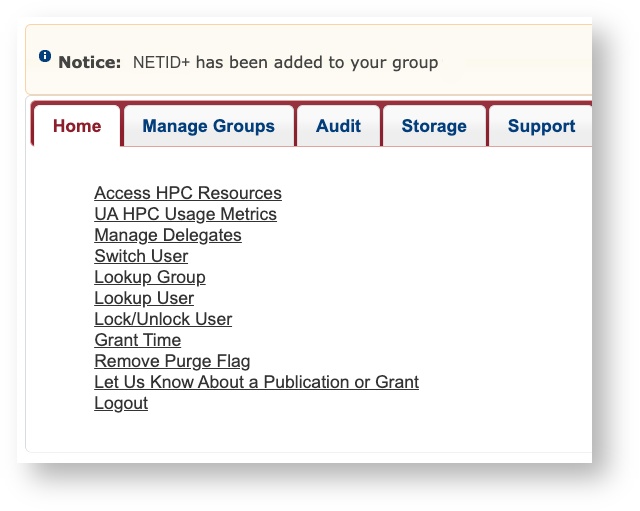 Notice: NETID+ has been added to your group
Home Manage Groups Audit Storage Support
Access HPC Resources
UA HPC Usage Metrics
Manage Delegates
Switch User
Lookup Group
Lookup User
Lock/Unlock User
Grant Time
Remove Purge Flag
Let Us Know About a Publication or Grant
Logout